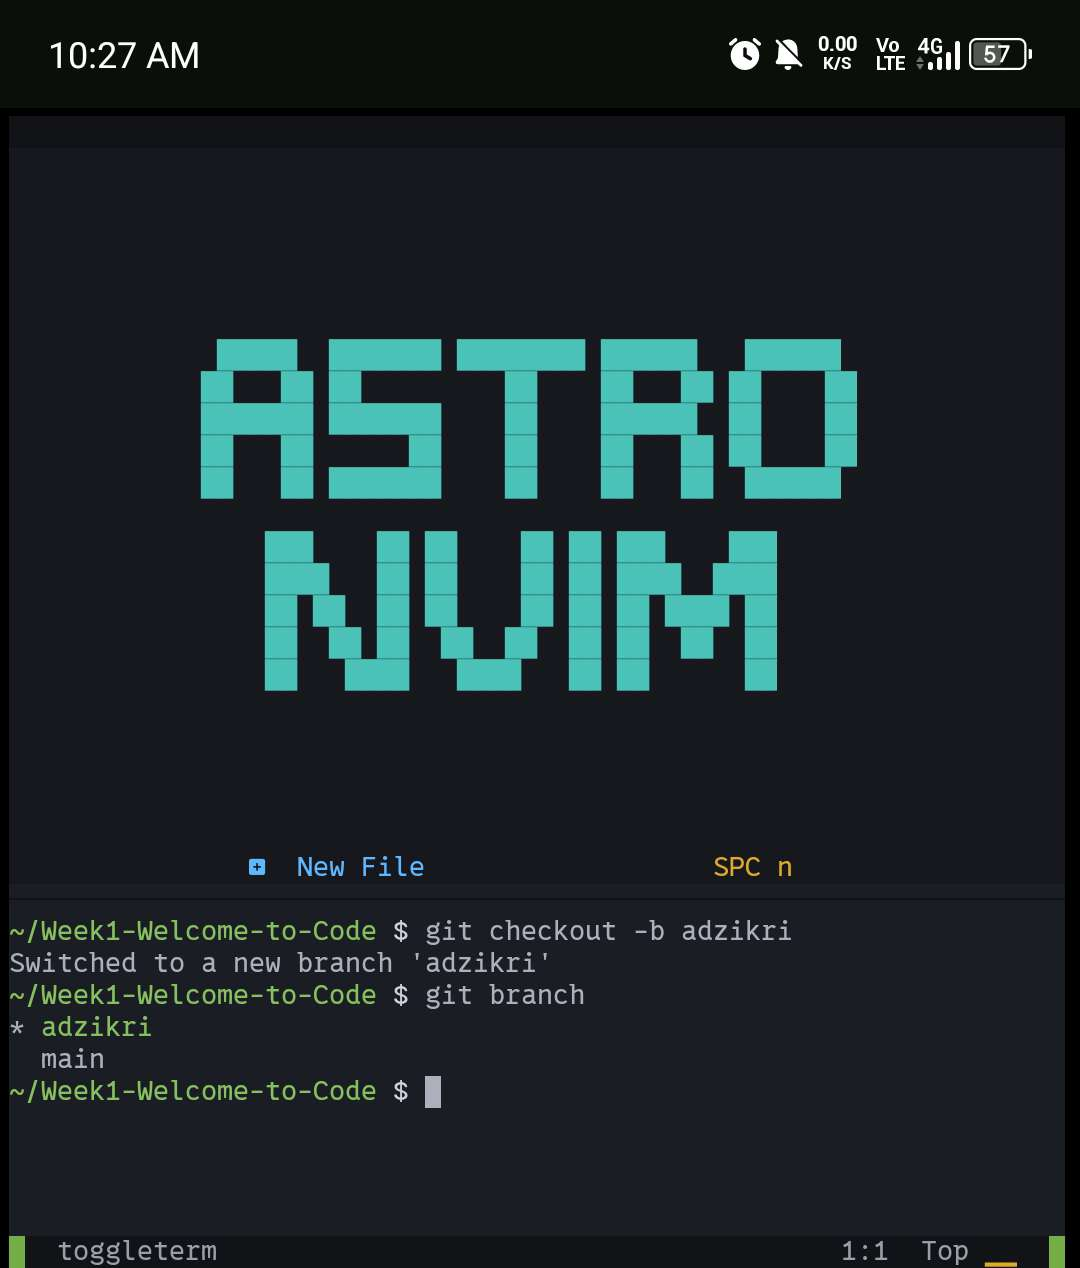 10:27 AM 0.00 K/S Vo LTE 4G 57
ASTRO
NVIM
New File SPC n
~/Week1-Welcome-to-Code $ git checkout -b adzikri
Switched to a new branch 'adzikri'
~/Week1-Welcome-to-Code $ git branch
* adzikri
  main
~/Week1-Welcome-to-Code $
toggleterm 1:1 Top